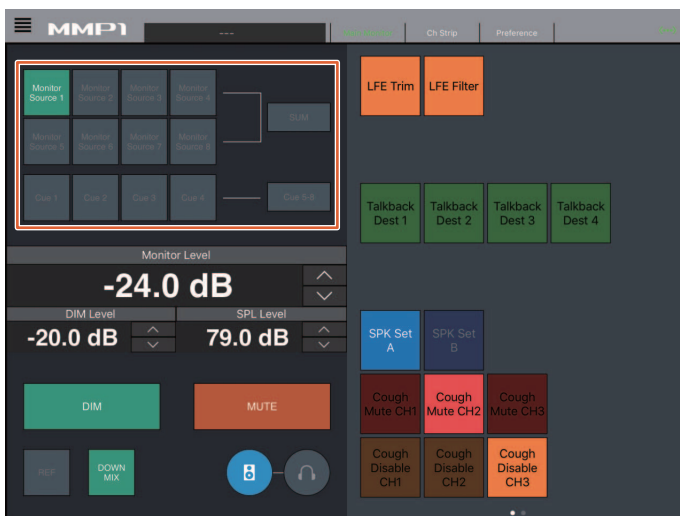 MMP1
---
Ch Strip
Preference
Monitor Source 1
Monitor Source 2
Monitor Source 3
Monitor Source 4
SUM
Monitor Source 5
Monitor Source 6
Monitor Source 7
Monitor Source 8
Cue 1
Cue 2
Cue 3
Cue 4
Cue 5-8
Monitor Level
-24.0 dB
DIM Level
SPL Level
-20.0 dB
79.0 dB
DIM
MUTE
REF
DOWN
MIX
LFE Trim
LFE Filter
Talkback
Dest 1
Talkback
Dest 2
Talkback
Dest 3
Talkback
Dest 4
SPK Set
A
SPK Set
B
Cough
Mute CH1
Cough
Mute CH2
Cough
Mute CH3
Cough
Disable
CH1
Cough
Disable
CH2
Cough
Disable
CH3